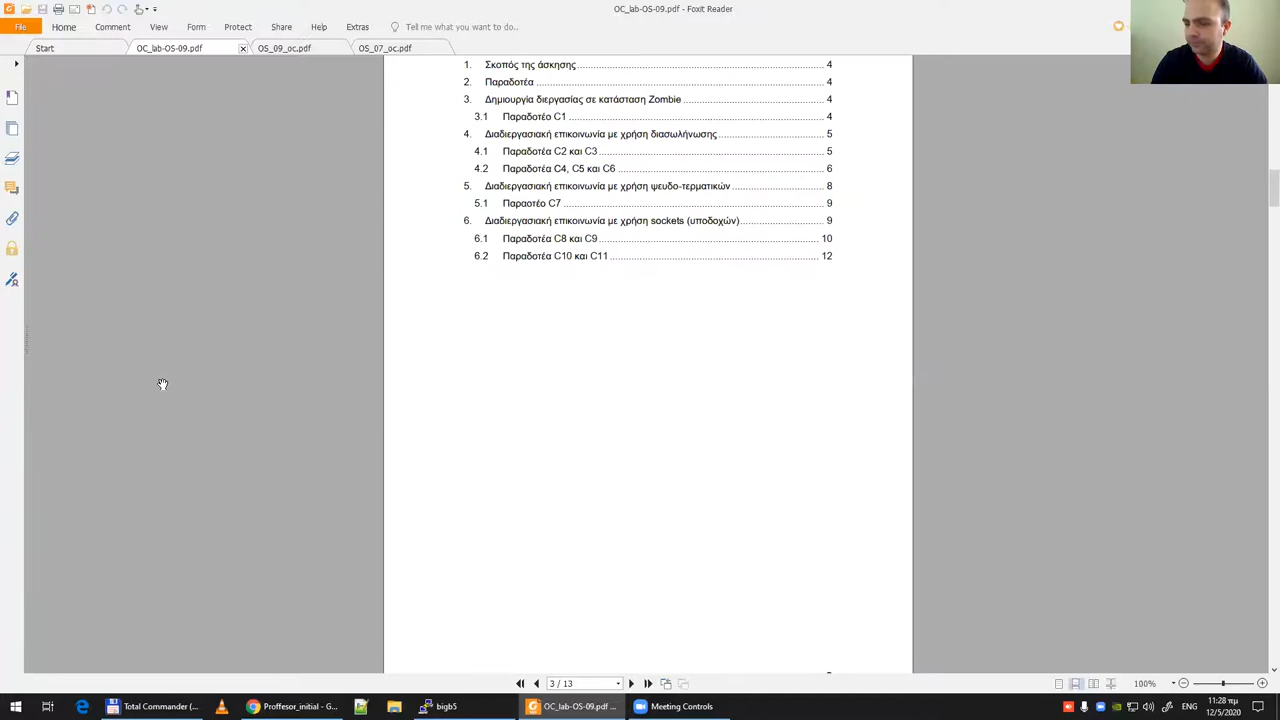 OC_lab-OS-09.pdf - Foxit Reader
File Home Comment View Form Protect Share Help Extras Tell me what you want to do..
Start OC_lab-OS-09.pdf OS_09_oc.pdf OS_07_oc.pdf
1. Σκοπός της άσκησης 4
2. Παραδοτέα 4
3. Δημιουργία διεργασίας σε κατάσταση Zombie 4
3.1 Παραδοτέο C1 4
4. Διαδιεργασιακή επικοινωνία με χρήση διασωλήνωσης 5
4.1 Παραδοτέα C2 και C3 5
4.2 Παραδοτέα C4, C5 και C6 6
5. Διαδιεργασιακή επικοινωνία με χρήση ψευδο-τερματικών 8
5.1 Παραοτέο C7 9
6. Διαδιεργασιακή επικοινωνία με χρήση sockets (υποδοχών) 9
6.1 Παραδοτέα C8 και C9 10
6.2 Παραδοτέα C10 και C11 12
3 / 13
100%
Total Commander (... Proffesor_initial - G... bigb5 OC_lab-OS-09.pdf ... Meeting Controls
ENG
11:28 πμ
12/5/2020